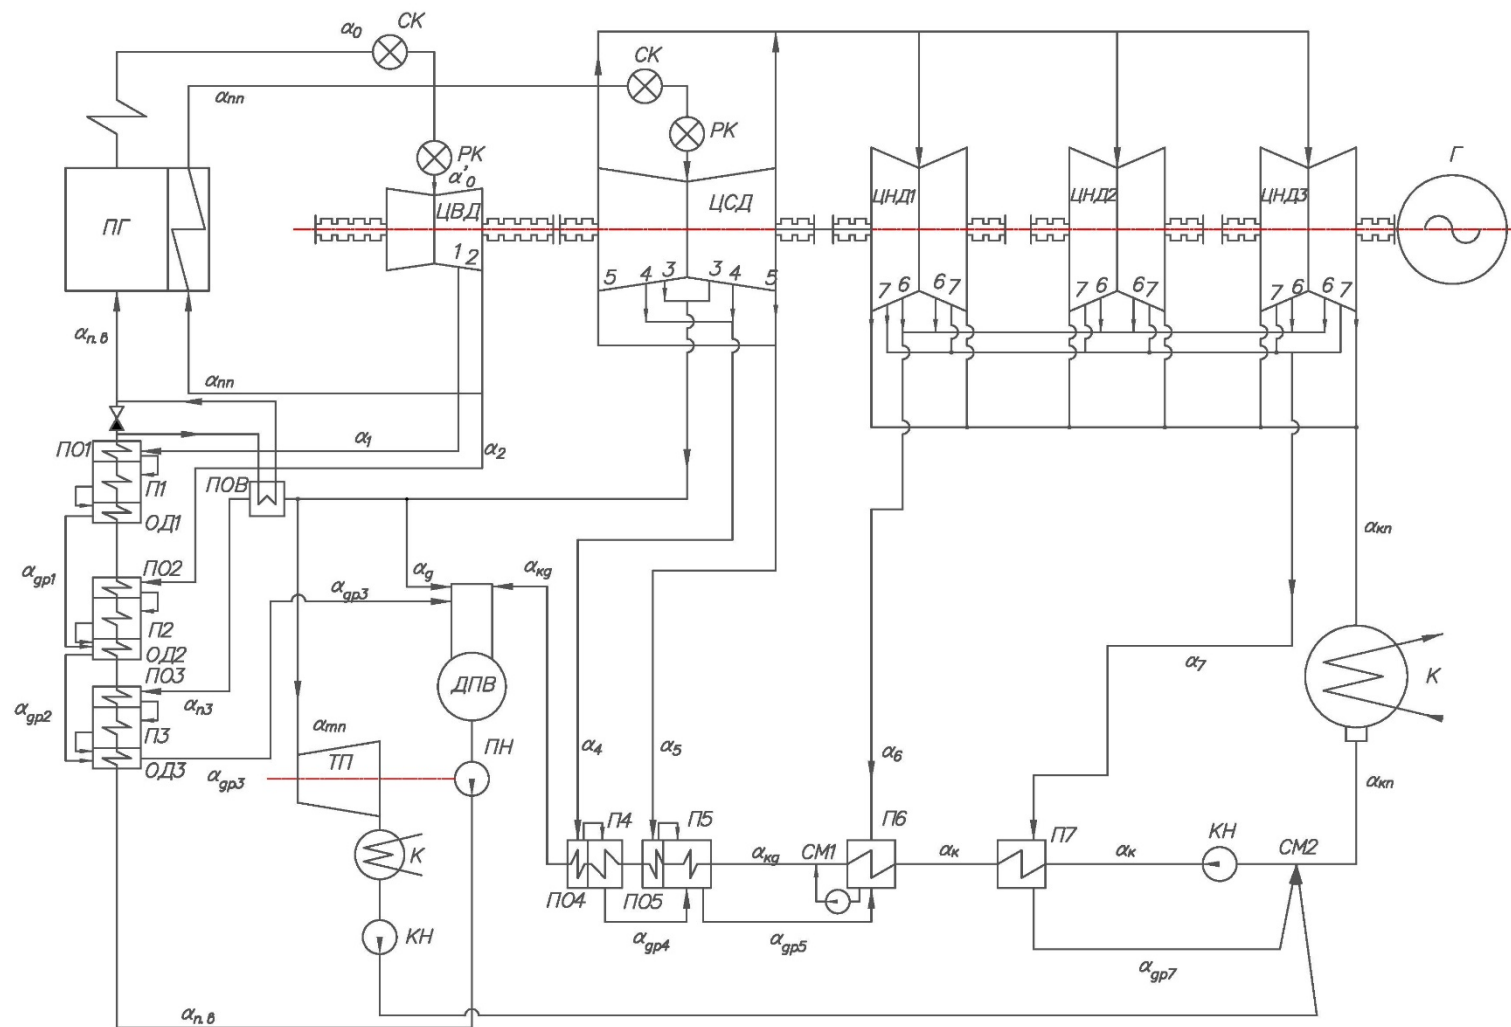 α₀
СК
СК
αпп
РК
РК
α'₀
ПГ
ЦВД
ЦСД
ЦНД1
ЦНД2
ЦНД3
Г
1 2
5 4 3 3 4 5
7 6 6 7
7 6 6 7
7 6 6 7
αп.в
αпп
α₁
α₂
ПО1
П1
ОД1
ПОВ
αкп
αдр1
ПО2
П2
ОД2
αдр3
αд
αкд
ДПВ
α₇
К
ПО3
П3
ОД3
αдр2
αп3
αдр3
αтп
ТП
ПН
α₄
α₅
α₆
αкп
К
П4
П5
П6
П7
КН
СМ2
αкд
СМ1
αк
αк
ПО4
ПО5
αдр4
αдр5
αдр7
КН
αп.в